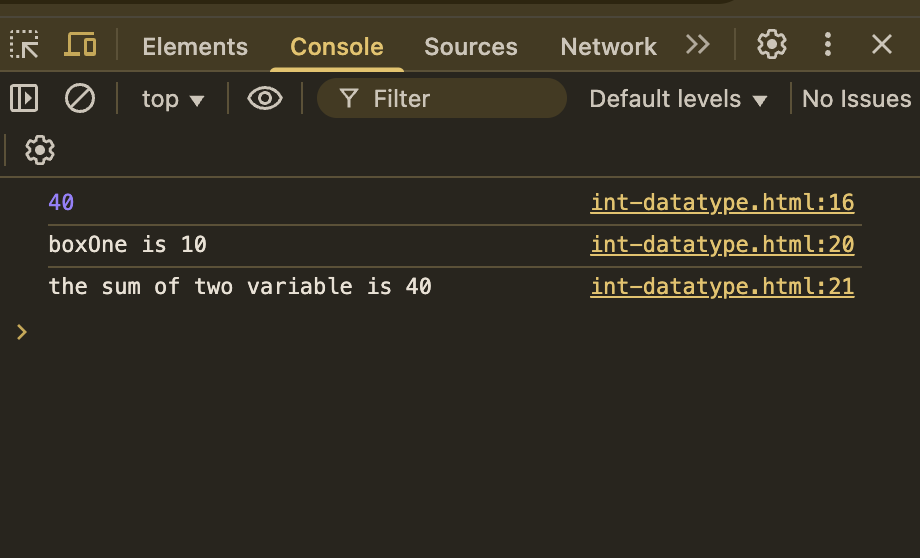 Elements Console Sources Network
top Filter Default levels No Issues
40 int-datatype.html:16
boxOne is 10 int-datatype.html:20
the sum of two variable is 40 int-datatype.html:21